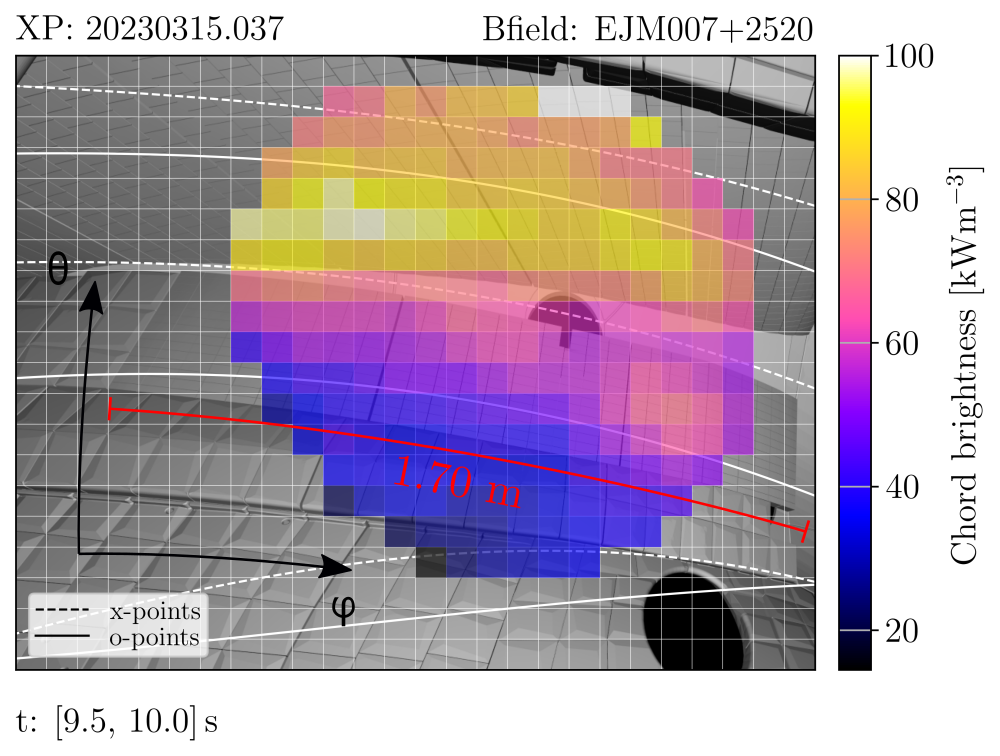 XP: 20230315.037
Bfield: EJM007+2520
100
80
60
40
20
Chord brightness [kWm⁻³]
θ
1.70 m
φ
x-points
o-points
t: [9.5, 10.0] s